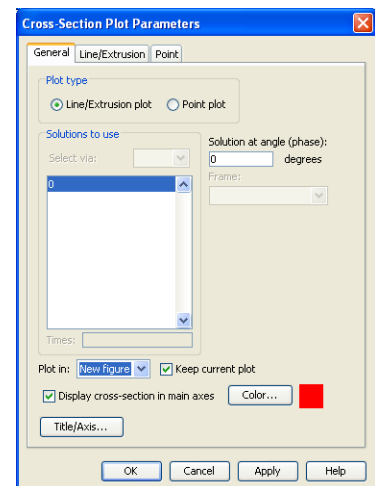 Cross-Section Plot Parameters
General Line/Extrusion Point
Plot type
Line/Extrusion plot Point plot
Solutions to use
Select via:
0
Times:
Solution at angle (phase):
0 degrees
Frame:
Plot in: New figure Keep current plot
Display cross-section in main axes Color...
Title/Axis...
OK Cancel Apply Help